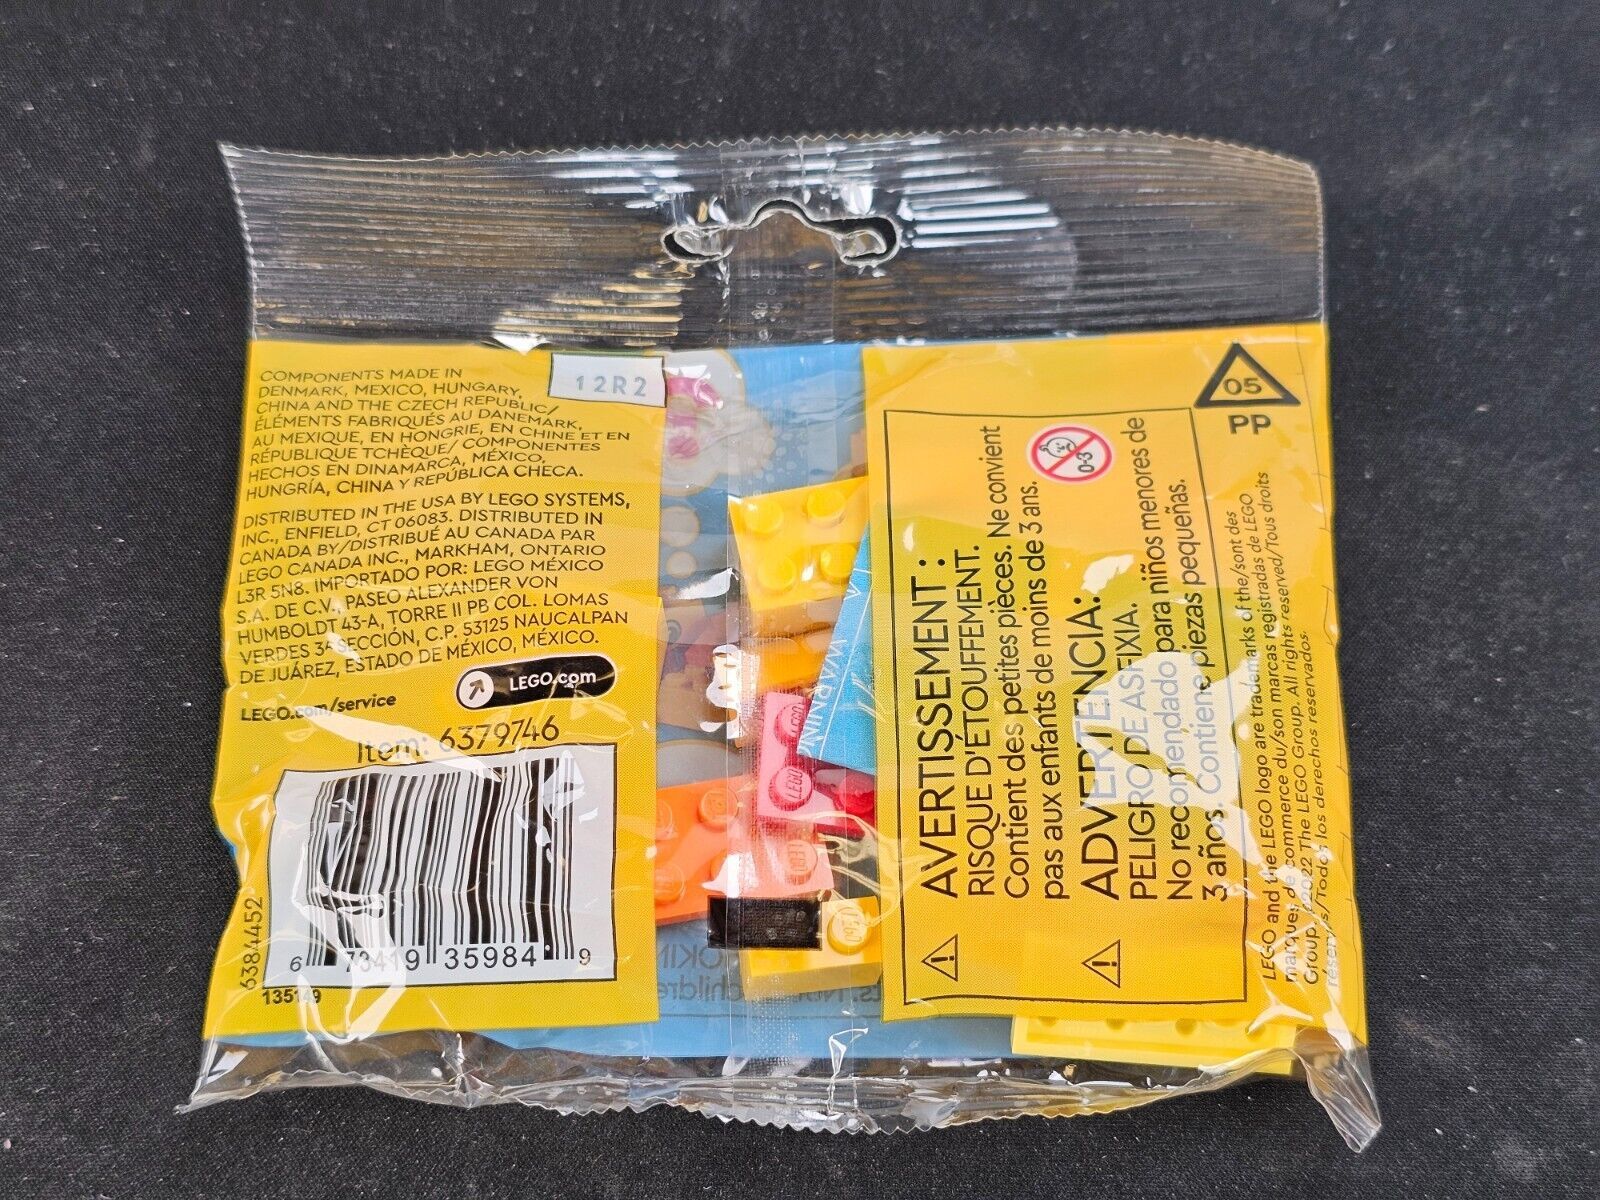 COMPONENTS MADE IN
DENMARK, MEXICO, HUNGARY,
CHINA AND THE CZECH REPUBLIC/
ÉLÉMENTS FABRIQUÉS AU DANEMARK,
AU MEXIQUE, EN HONGRIE, EN CHINE ET EN
RÉPUBLIQUE TCHÈQUE/ COMPONENTES
HECHOS EN DINAMARCA, MÉXICO,
HUNGRÍA, CHINA Y REPÚBLICA CHECA.
12R2
DISTRIBUTED IN THE USA BY LEGO SYSTEMS,
INC., ENFIELD, CT 06083. DISTRIBUTED IN
CANADA BY/DISTRIBUÉ AU CANADA PAR
LEGO CANADA INC., MARKHAM, ONTARIO
L3R 5N8. IMPORTADO POR: LEGO MÉXICO
S.A. DE C.V., PASEO ALEXANDER VON
HUMBOLDT 43-A, TORRE II PB COL. LOMAS
VERDES 3ª SECCIÓN, C.P. 53125 NAUCALPAN
DE JUÁREZ, ESTADO DE MÉXICO, MÉXICO.
LEGO.com/service
LEGO.com
Item: 6379746
6384452
6 73419 35984 9
135149
LEGO
LEGO
LEGO
WARNING
AVERTISSEMENT :
RISQUE D'ÉTOUFFEMENT.
Contient des petites pièces. Ne convient
pas aux enfants de moins de 3 ans.
0-3
ADVERTENCIA:
PELIGRO DE ASFIXIA.
No recomendado para niños menores de
3 años. Contiene piezas pequeñas.
05
PP
LEGO and the LEGO logo are trademarks of the/sont des
marques de commerce du/son marcas registradas de LEGO
Group. ©2022 The LEGO Group. All rights reserved/Tous droits
réservés/Todos los derechos reservados.